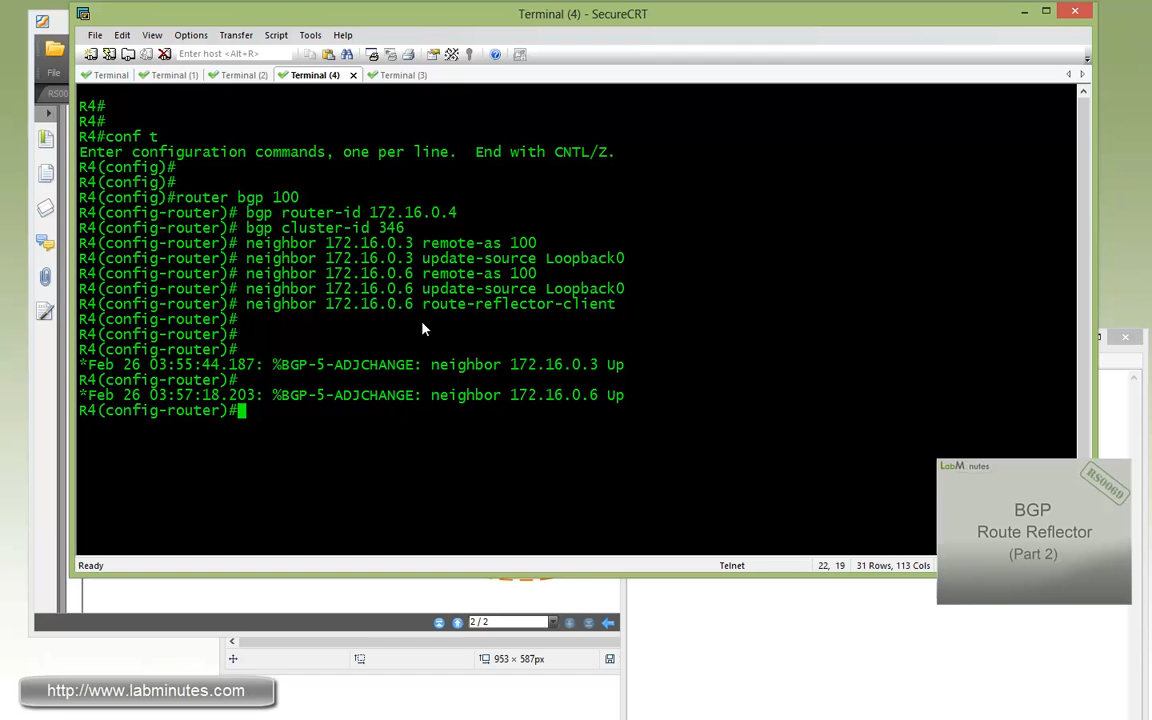 Terminal (4) - SecureCRT
File Edit View Options Transfer Script Tools Help
Enter host <Alt+R>
File
Terminal Terminal (1) Terminal (2) Terminal (4) Terminal (3)
RS00
R4#
R4#
R4#conf t
Enter configuration commands, one per line. End with CNTL/Z.
R4(config)#
R4(config)#
R4(config)#router bgp 100
R4(config-router)# bgp router-id 172.16.0.4
R4(config-router)# bgp cluster-id 346
R4(config-router)# neighbor 172.16.0.3 remote-as 100
R4(config-router)# neighbor 172.16.0.3 update-source Loopback0
R4(config-router)# neighbor 172.16.0.6 remote-as 100
R4(config-router)# neighbor 172.16.0.6 update-source Loopback0
R4(config-router)# neighbor 172.16.0.6 route-reflector-client
R4(config-router)#
R4(config-router)#
R4(config-router)#
*Feb 26 03:55:44.187: %BGP-5-ADJCHANGE: neighbor 172.16.0.3 Up
R4(config-router)#
*Feb 26 03:57:18.203: %BGP-5-ADJCHANGE: neighbor 172.16.0.6 Up
R4(config-router)#
LabM nutes
RS0069
BGP
Route Reflector
(Part 2)
Ready Telnet 22, 19 31 Rows, 113 Cols
2 / 2
953 × 587px
http://www.labminutes.com